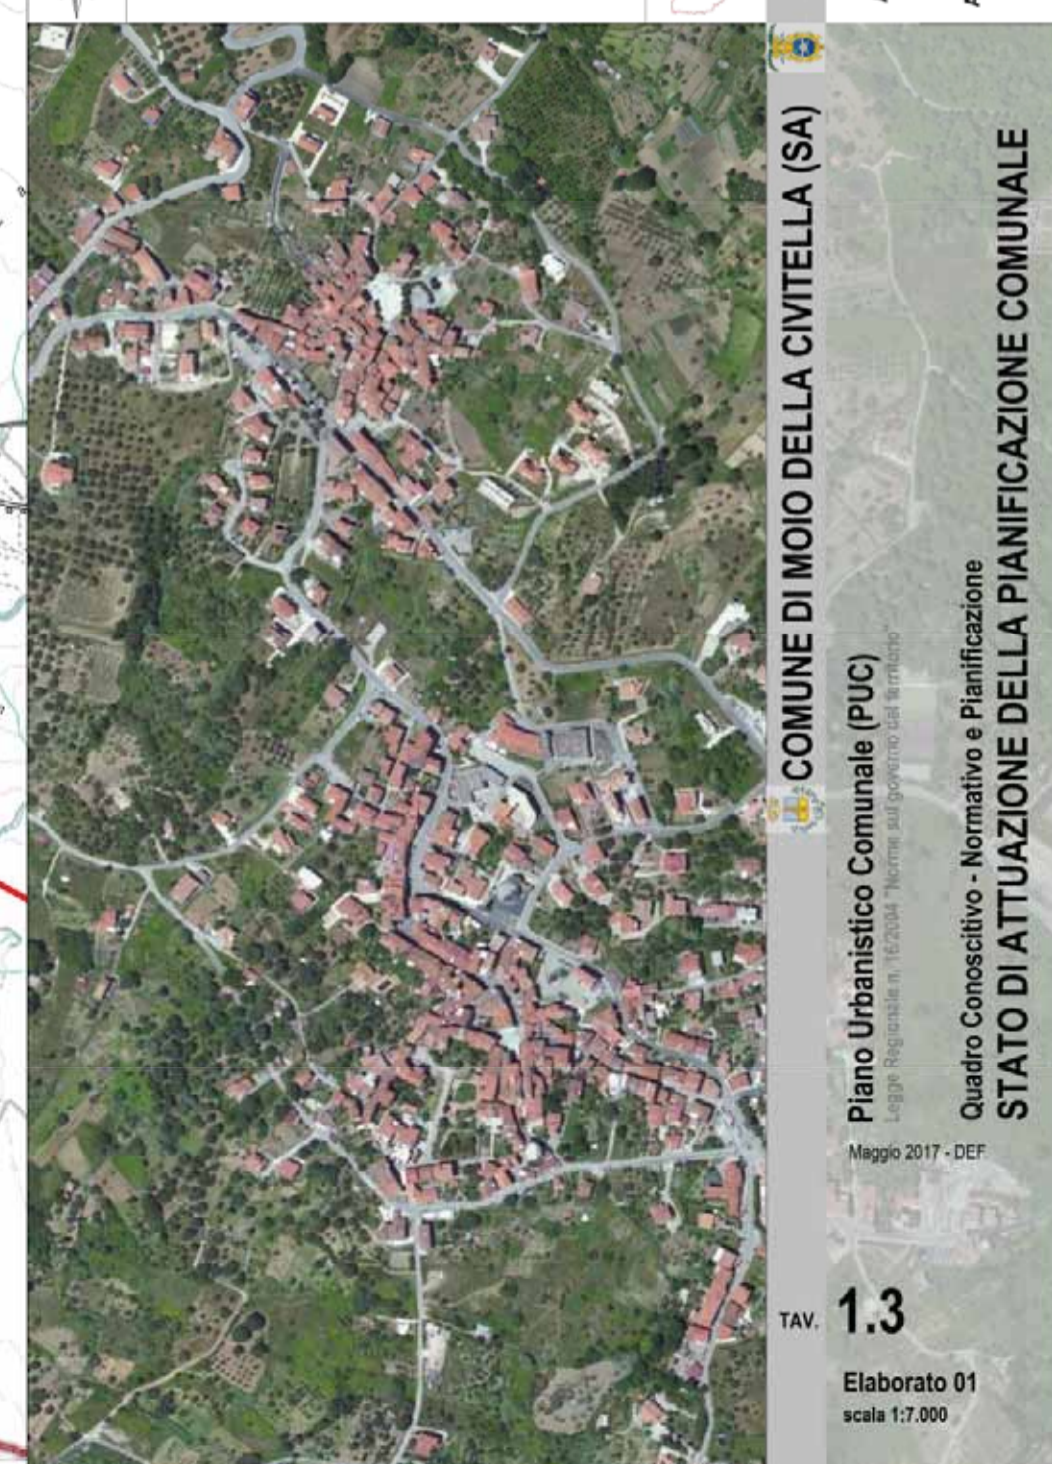 COMUNE DI MOIO DELLA CIVITELLA (SA)
Piano Urbanistico Comunale (PUC)
Legge Regionale n. 16/2004 "Norme sul governo del territorio"
Quadro Conoscitivo - Normativo e Pianificazione
STATO DI ATTUAZIONE DELLA PIANIFICAZIONE COMUNALE
Maggio 2017 - DEF
TAV. 1.3
Elaborato 01
scala 1:7.000